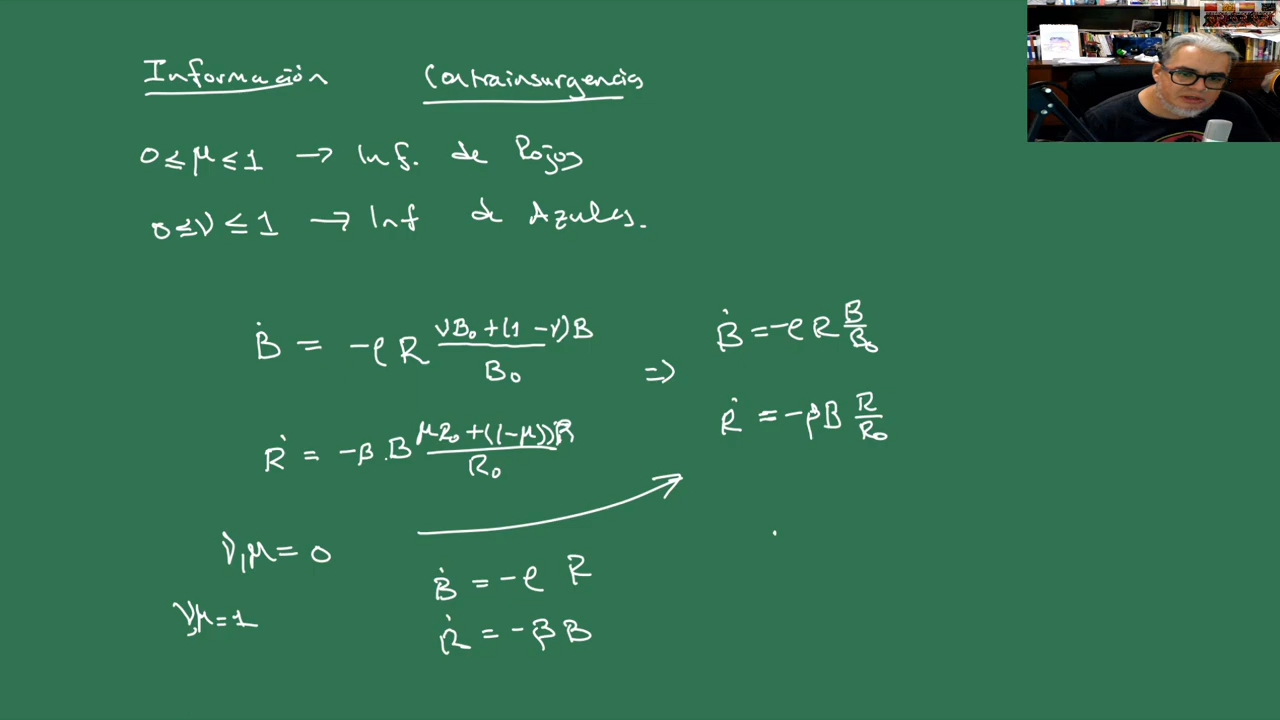 Información Contrainsurgencia
0 ≤ μ ≤ 1 → Inf. de Rojos
0 ≤ ν ≤ 1 → Inf de Azules.
Ḃ = -ρ R (νB₀ + (1 - ν)B) / B₀ ⇒ Ḃ = -ρ R B/B₀
Ṙ = -β . B (μR₀ + (1-μ))R / R₀ Ṙ = -βB R/R₀
ν, μ = 0
Ḃ = -ρ R
ν, μ = 1
Ṙ = -β B